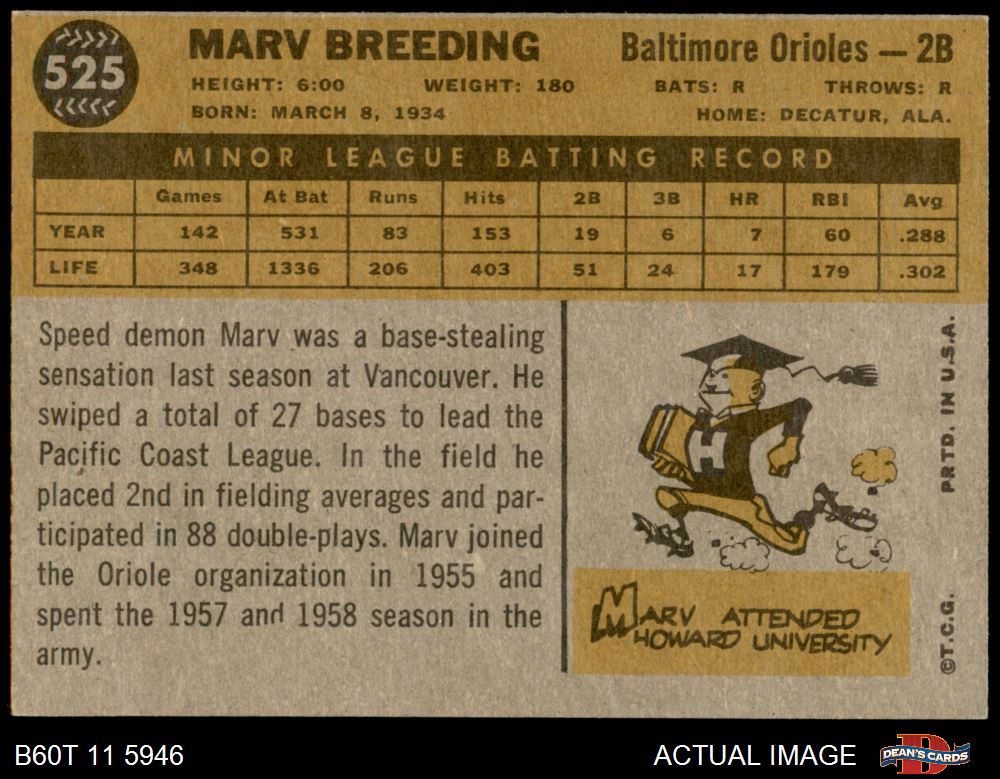 525
MARV BREEDING
Baltimore Orioles — 2B
HEIGHT: 6:00 WEIGHT: 180 BATS: R THROWS: R
BORN: MARCH 8, 1934 HOME: DECATUR, ALA.
MINOR LEAGUE BATTING RECORD
Games At Bat Runs Hits 2B 3B HR RBI Avg
YEAR 142 531 83 153 19 6 7 60 .288
LIFE 348 1336 206 403 51 24 17 179 .302
Speed demon Marv was a base-stealing
sensation last season at Vancouver. He
swiped a total of 27 bases to lead the
Pacific Coast League. In the field he
placed 2nd in fielding averages and par-
ticipated in 88 double-plays. Marv joined
the Oriole organization in 1955 and
spent the 1957 and 1958 season in the
army.
H
MARV ATTENDED
HOWARD UNIVERSITY
©T.C.G. PRTD. IN U.S.A.
B60T 11 5946
ACTUAL IMAGE
D
DEAN'S CARDS